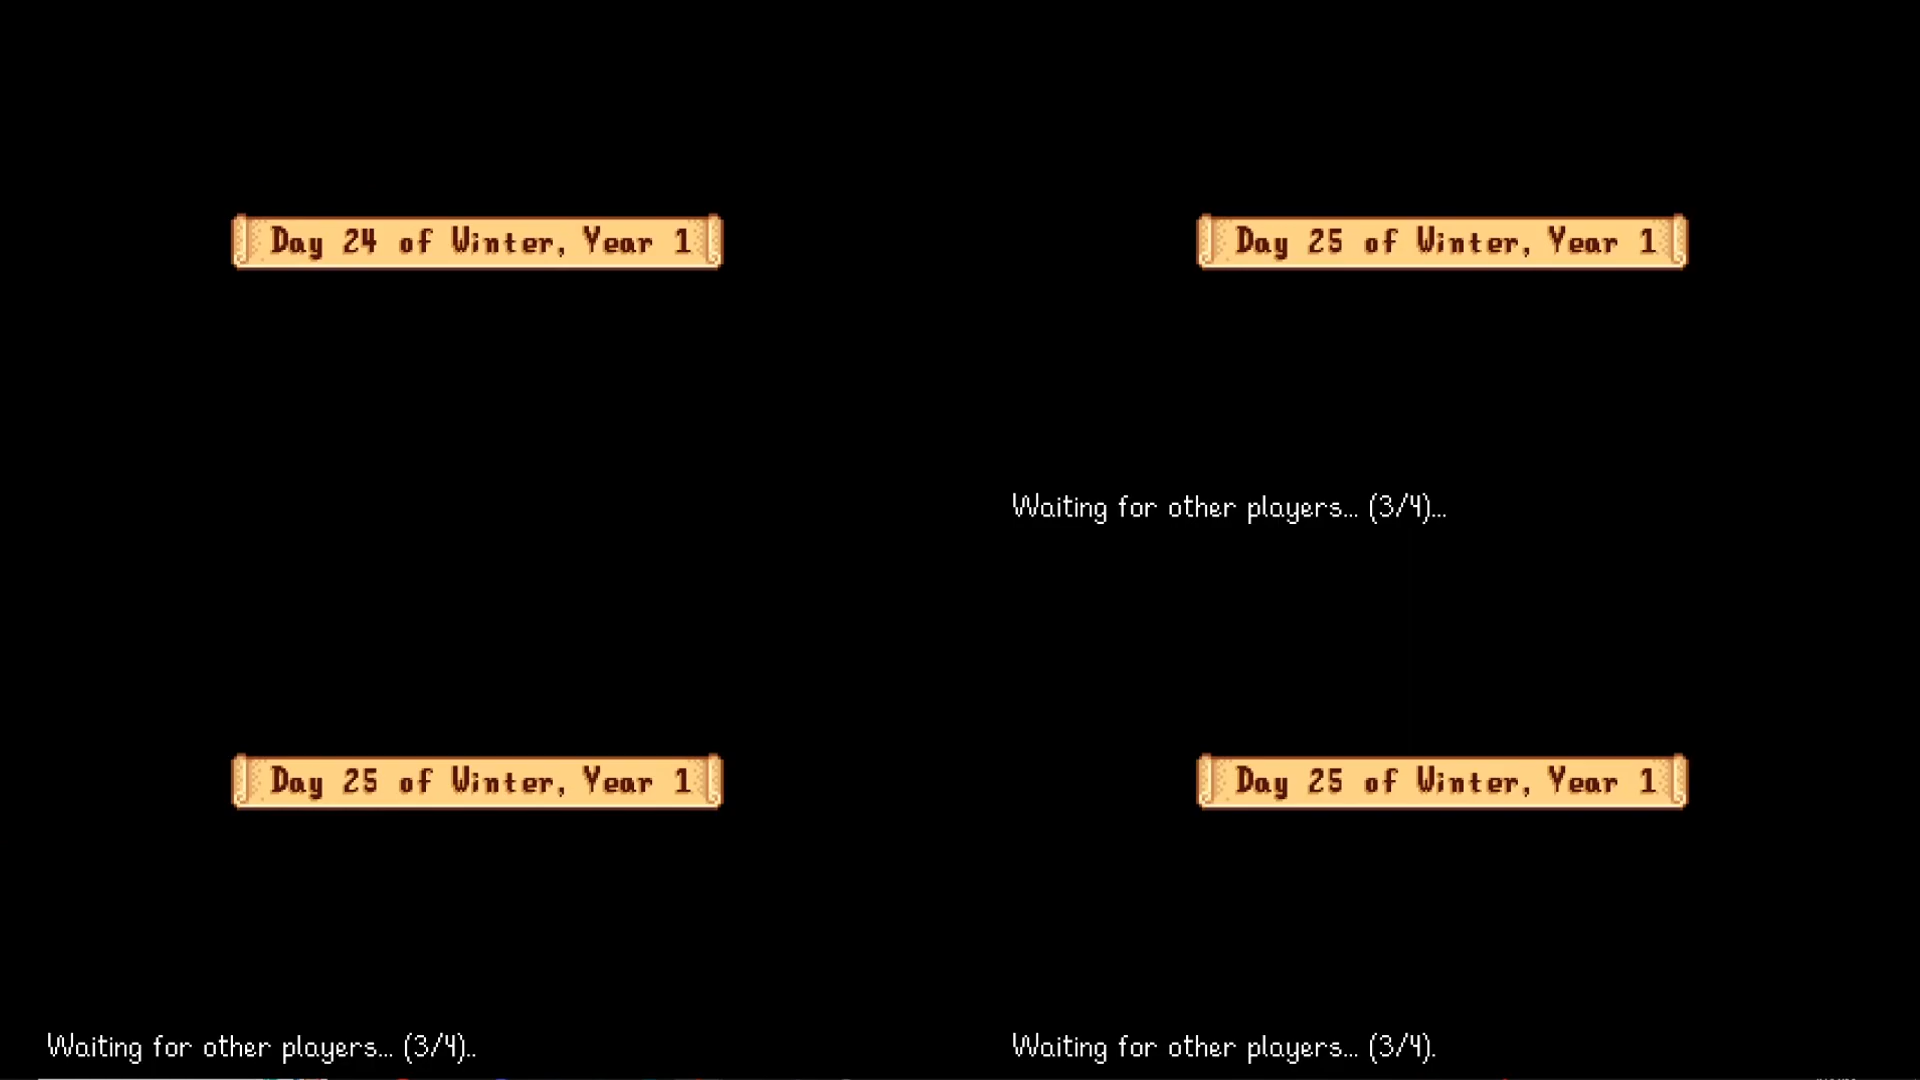 Day 24 of Winter, Year 1
Day 25 of Winter, Year 1
Waiting for other players... (3/4)...
Day 25 of Winter, Year 1
Day 25 of Winter, Year 1
Waiting for other players... (3/4)..
Waiting for other players... (3/4).